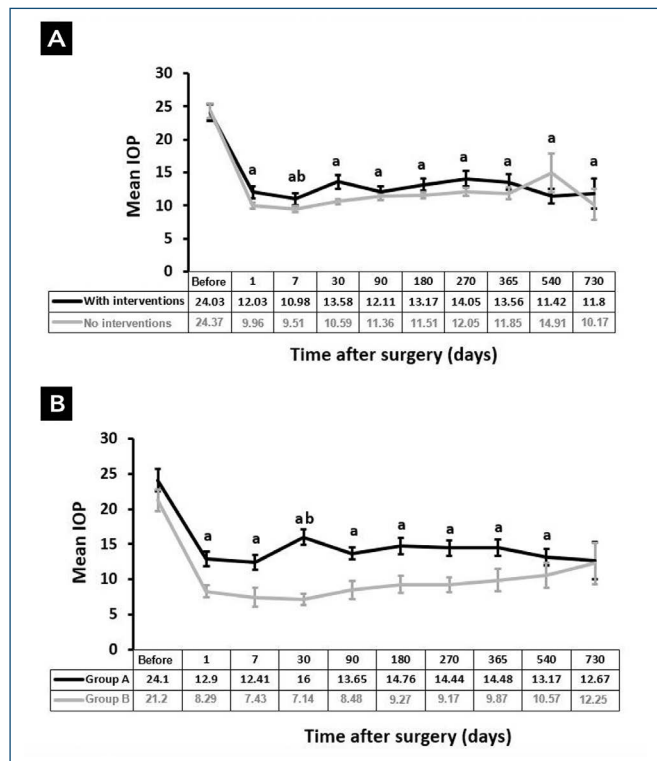 A
30
25
20
15
10
5
0
Mean IOP
a ab a a a a a a a
Before 1 7 30 90 180 270 365 540 730
With interventions 24.03 12.03 10.98 13.58 12.11 13.17 14.05 13.56 11.42 11.8
No interventions 24.37 9.96 9.51 10.59 11.36 11.51 12.05 11.85 14.91 10.17
Time after surgery (days)
B
30
25
20
15
10
5
0
Mean IOP
a a ab a a a a a
Before 1 7 30 90 180 270 365 540 730
Group A 24.1 12.9 12.41 16 13.65 14.76 14.44 14.48 13.17 12.67
Group B 21.2 8.29 7.43 7.14 8.48 9.27 9.17 9.87 10.57 12.25
Time after surgery (days)